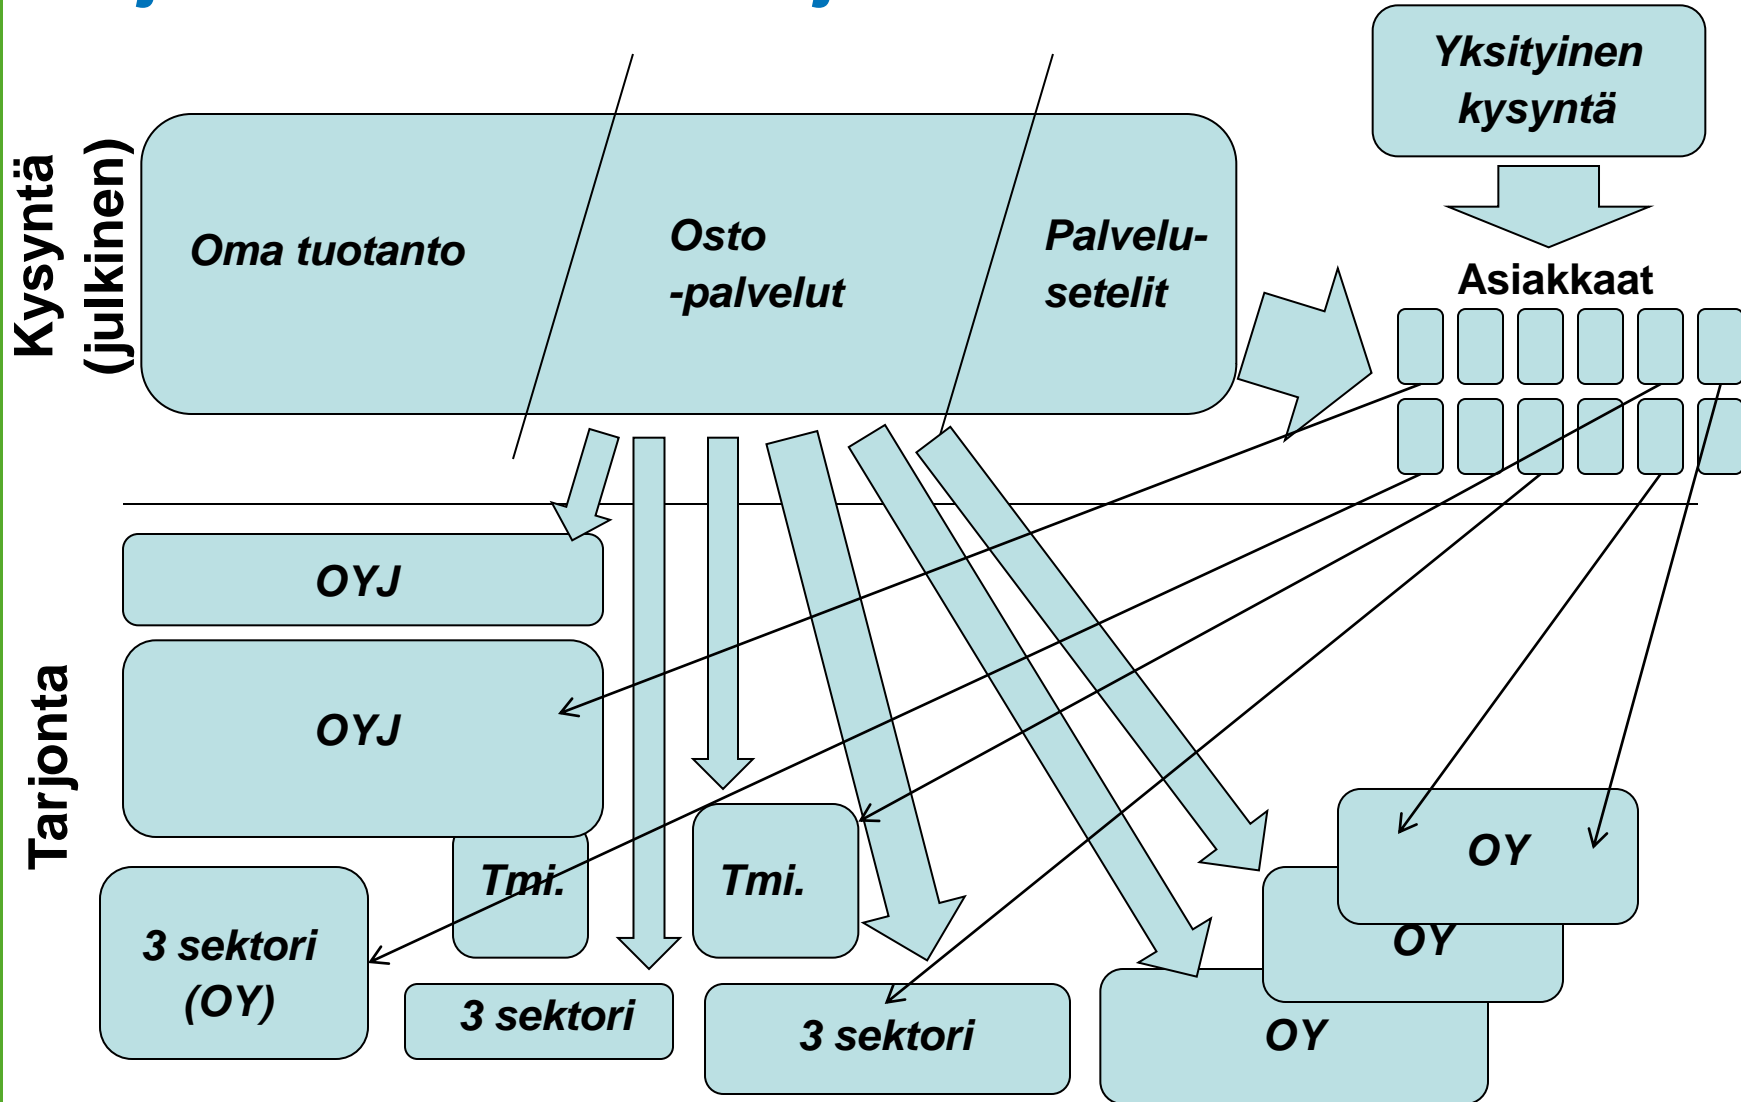 Yksityinen
kysyntä
Kysyntä
(julkinen)
Oma tuotanto
Osto
-palvelut
Palvelu-
setelit
Asiakkaat
Tarjonta
OYJ
OYJ
Tmi.
Tmi.
OY
OY
OY
3 sektori
(OY)
3 sektori
3 sektori